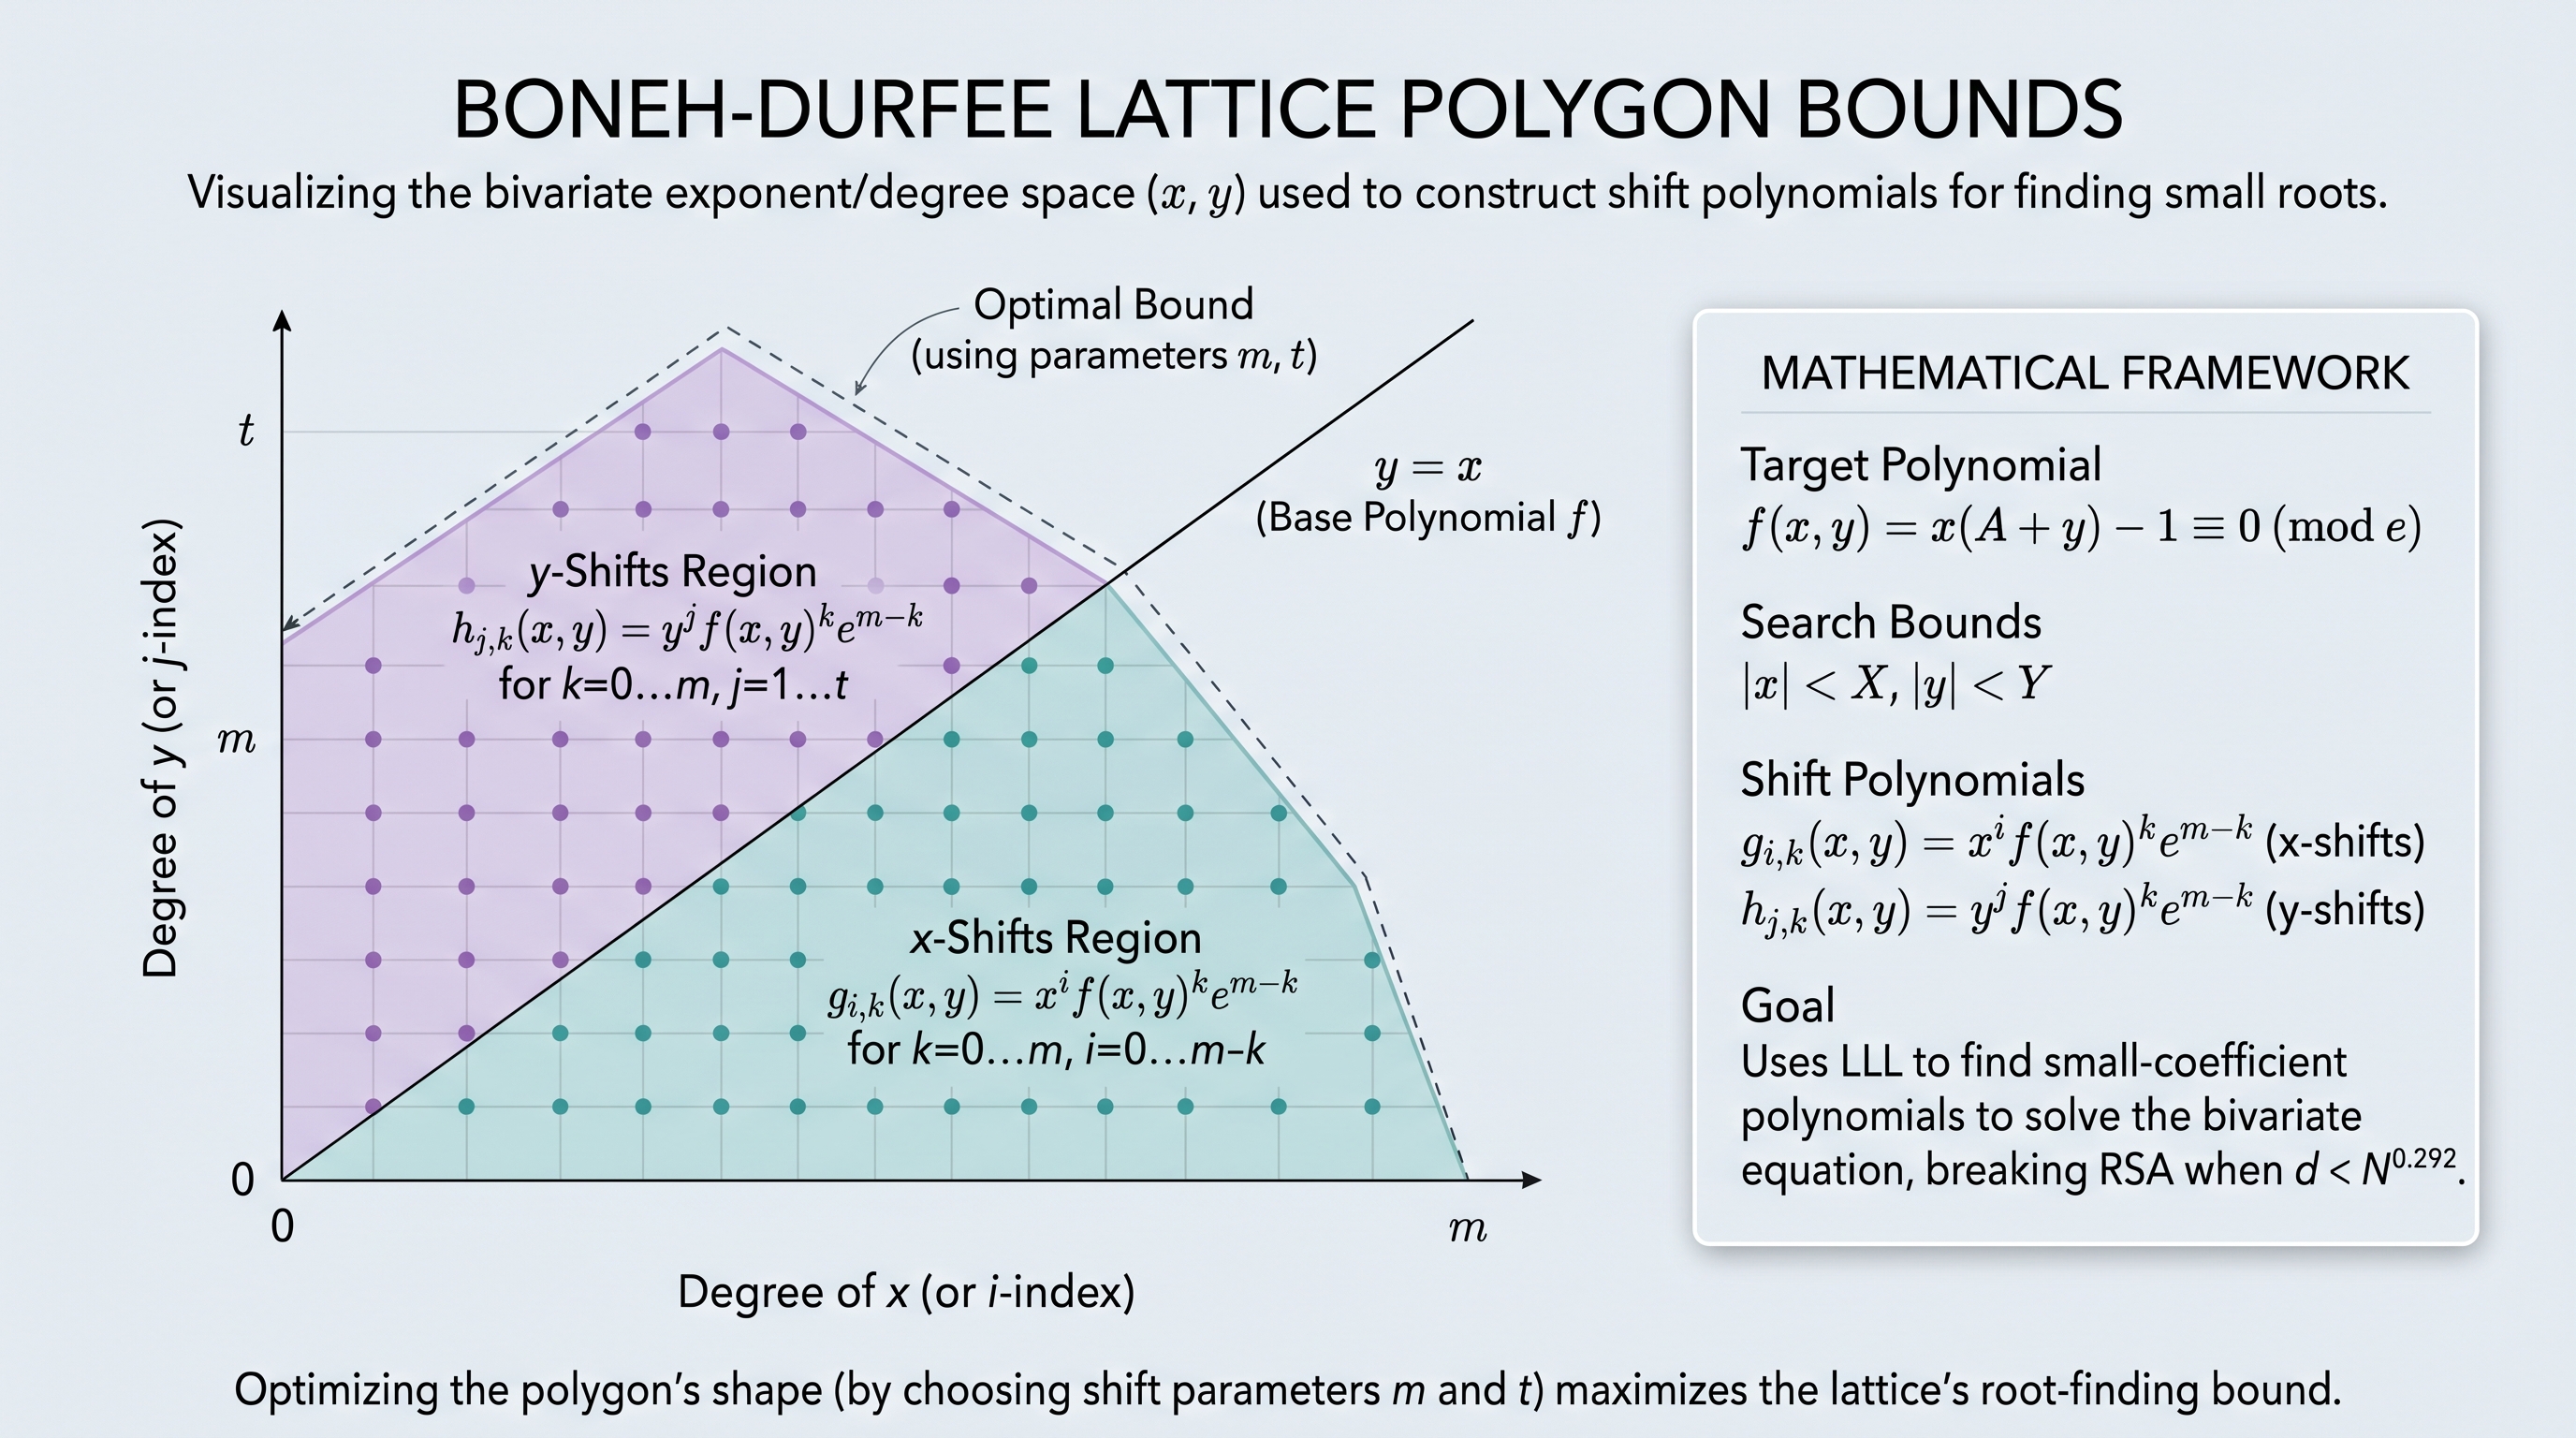 BONEH-DURFEE LATTICE POLYGON BOUNDS
Visualizing the bivariate exponent/degree space (x, y) used to construct shift polynomials for finding small roots.
Optimal Bound
(using parameters m, t)
y = x
(Base Polynomial f)
t
m
0
Degree of y (or j-index)
y-Shifts Region
h_{j,k}(x, y) = y^j f(x, y)^k e^{m−k}
for k=0...m, j=1...t
x-Shifts Region
g_{i,k}(x, y) = x^i f(x, y)^k e^{m−k}
for k=0...m, i=0...m–k
0
m
Degree of x (or i-index)
MATHEMATICAL FRAMEWORK
Target Polynomial
f(x, y) = x(A + y) − 1 ≡ 0 (mod e)
Search Bounds
|x| < X, |y| < Y
Shift Polynomials
g_{i,k}(x, y) = x^i f(x, y)^k e^{m−k} (x-shifts)
h_{j,k}(x, y) = y^j f(x, y)^k e^{m−k} (y-shifts)
Goal
Uses LLL to find small-coefficient
polynomials to solve the bivariate
equation, breaking RSA when d < N^{0.292}.
Optimizing the polygon’s shape (by choosing shift parameters m and t) maximizes the lattice’s root-finding bound.